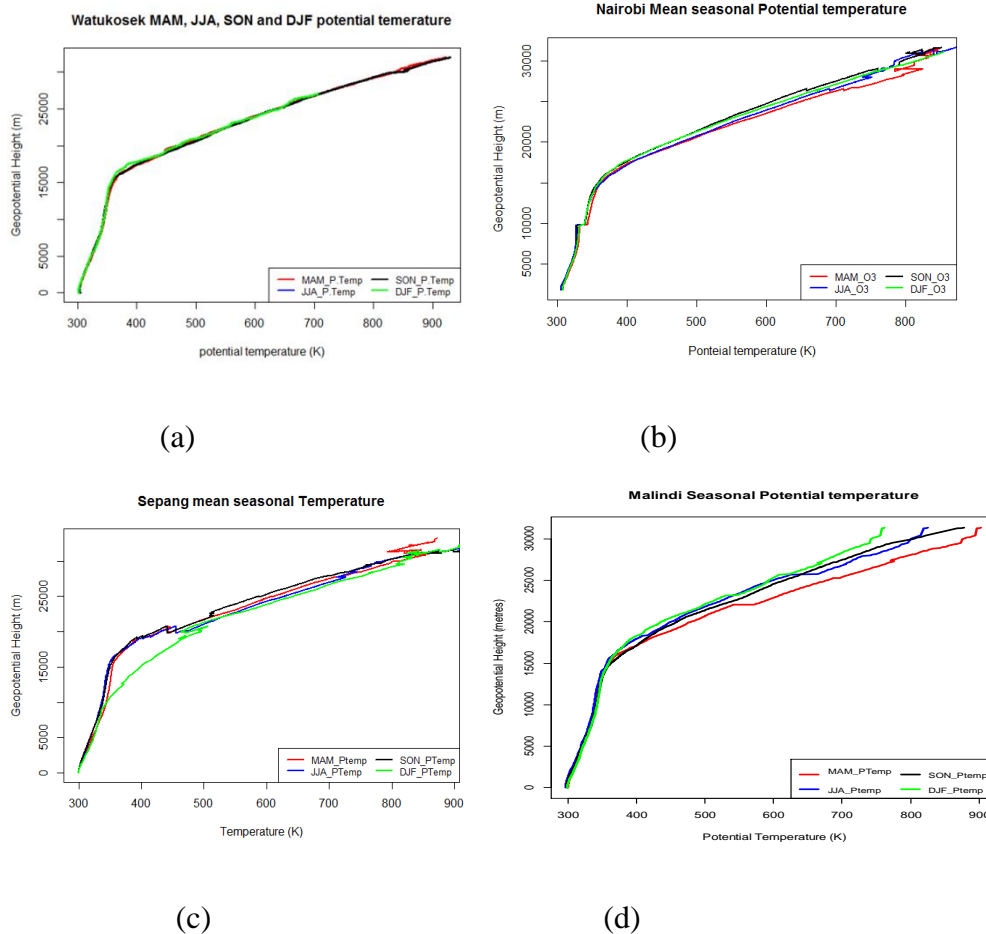 Watukosek MAM, JJA, SON and DJF potential temerature
Geopotential Height (m)
0 5000 15000 25000
300 400 500 600 700 800 900
potential temperature (K)
MAM_P.Temp SON_P.Temp
JJA_P.Temp DJF_P.Temp
(a)
Nairobi Mean seasonal Potential temperature
Geopotential Height (m)
5000 10000 20000 30000
300 400 500 600 700 800
Ponteial temperature (K)
MAM_O3 SON_O3
JJA_O3 DJF_O3
(b)
Sepang mean seasonal Temperature
Geopotential Height (m)
0 5000 15000 25000
300 400 500 600 700 800 900
Temperature (K)
MAM_Ptemp SON_PTemp
JJA_PTemp DJF_PTemp
(c)
Malindi Seasonal Potential temperature
Geopotential Height (metres)
0 5000 10000 15000 20000 25000 30000
300 400 500 600 700 800 900
Potential Temperature (K)
MAM_PTemp SON_Ptemp
JJA_Ptemp DJF_Ptemp
(d)